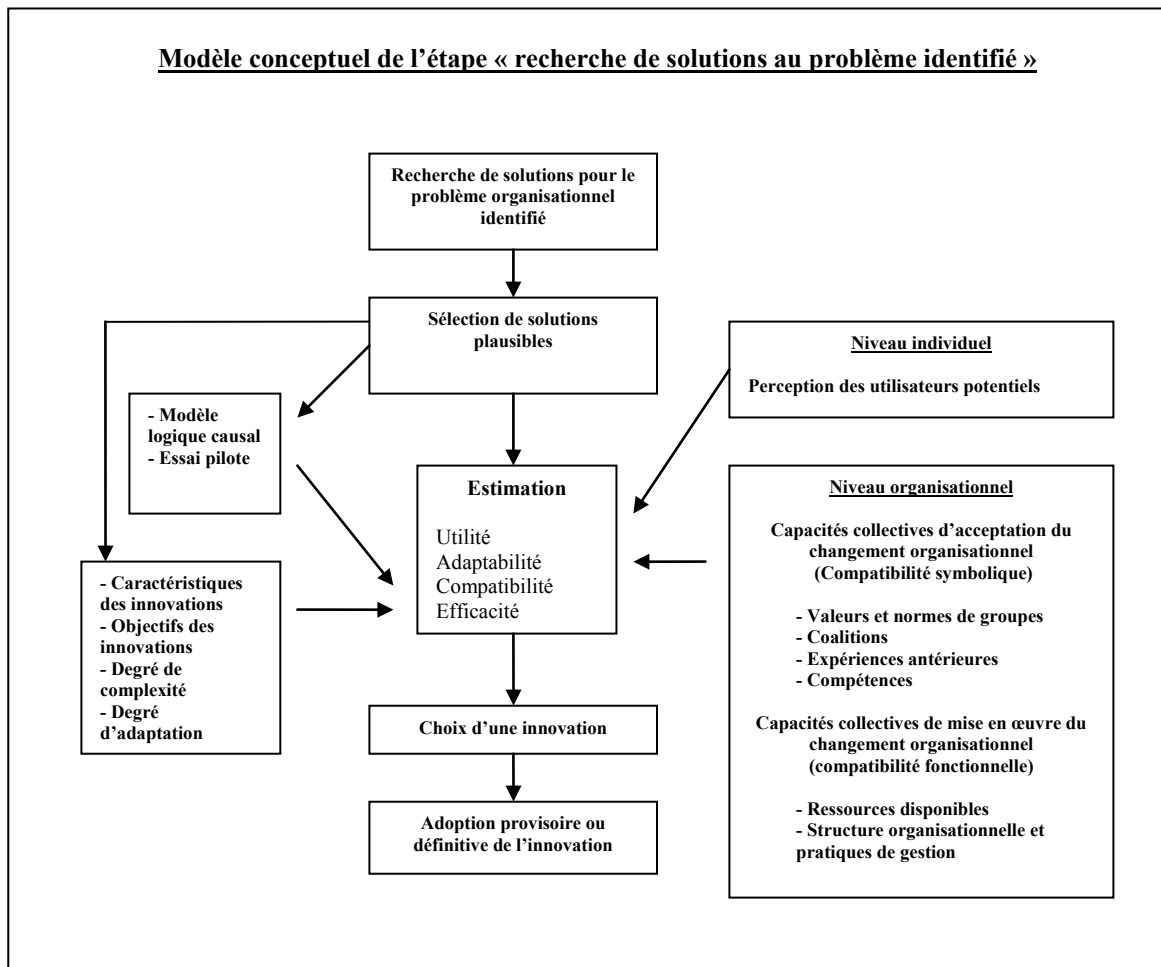 Modèle conceptuel de l’étape « recherche de solutions au problème identifié »
Recherche de solutions pour le
problème organisationnel
identifié
Sélection de solutions
plausibles
Niveau individuel
Perception des utilisateurs potentiels
- Modèle
logique causal
- Essai pilote
Estimation
Utilité
Adaptabilité
Compatibilité
Efficacité
Niveau organisationnel
Capacités collectives d’acceptation du
changement organisationnel
(Compatibilité symbolique)
- Valeurs et normes de groupes
- Coalitions
- Expériences antérieures
- Compétences
Capacités collectives de mise en œuvre du
changement organisationnel
(compatibilité fonctionnelle)
- Ressources disponibles
- Structure organisationnelle et
pratiques de gestion
- Caractéristiques
des innovations
- Objectifs des
innovations
- Degré de
complexité
- Degré
d’adaptation
Choix d’une innovation
Adoption provisoire ou
définitive de l’innovation